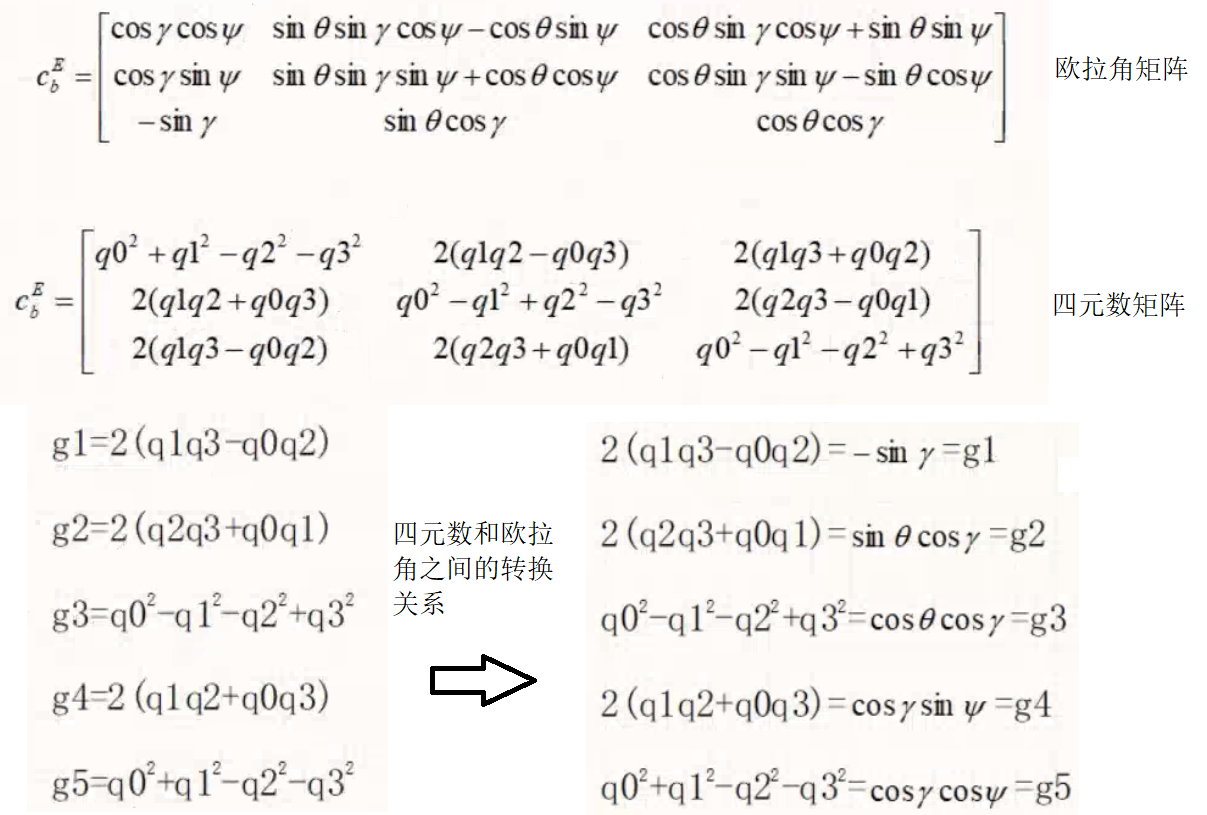 c_b^E = [ cosγcosψ  sinθsinγcosψ−cosθsinψ  cosθsinγcosψ+sinθsinψ
cosγsinψ  sinθsinγsinψ+cosθcosψ  cosθsinγsinψ−sinθcosψ
−sinγ  sinθcosγ  cosθcosγ ]
欧拉角矩阵
c_b^E = [ q0²+q1²−q2²−q3²  2(q1q2−q0q3)  2(q1q3+q0q2)
2(q1q2+q0q3)  q0²−q1²+q2²−q3²  2(q2q3−q0q1)
2(q1q3−q0q2)  2(q2q3+q0q1)  q0²−q1²−q2²+q3² ]
四元数矩阵
g1=2(q1q3-q0q2)
g2=2(q2q3+q0q1)
g3=q0²-q1²-q2²+q3²
g4=2(q1q2+q0q3)
g5=q0²+q1²-q2²-q3²
四元数和欧拉
角之间的转换
关系
2(q1q3-q0q2)=−sinγ=g1
2(q2q3+q0q1)=sinθcosγ=g2
q0²-q1²-q2²+q3²=cosθcosγ=g3
2(q1q2+q0q3)=cosγsinψ=g4
q0²+q1²-q2²-q3²=cosγcosψ=g5